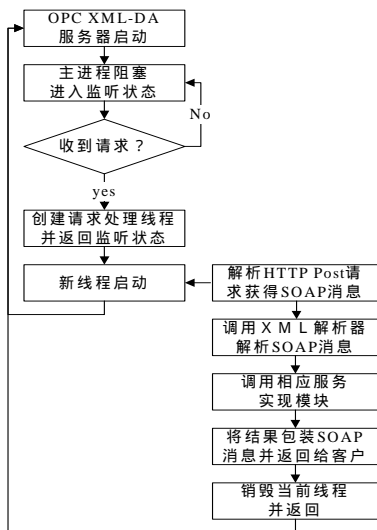 OPC XML-DA
服务器启动
主进程阻塞
进入监听状态
No
收到请求？
yes
创建请求处理线程
并返回监听状态
新线程启动
解析HTTP Post请
求获得SOAP消息
调用ＸＭＬ解析器
解析SOAP消息
调用相应服务
实现模块
将结果包装SOAP
消息并返回给客户
销毁当前线程
并返回